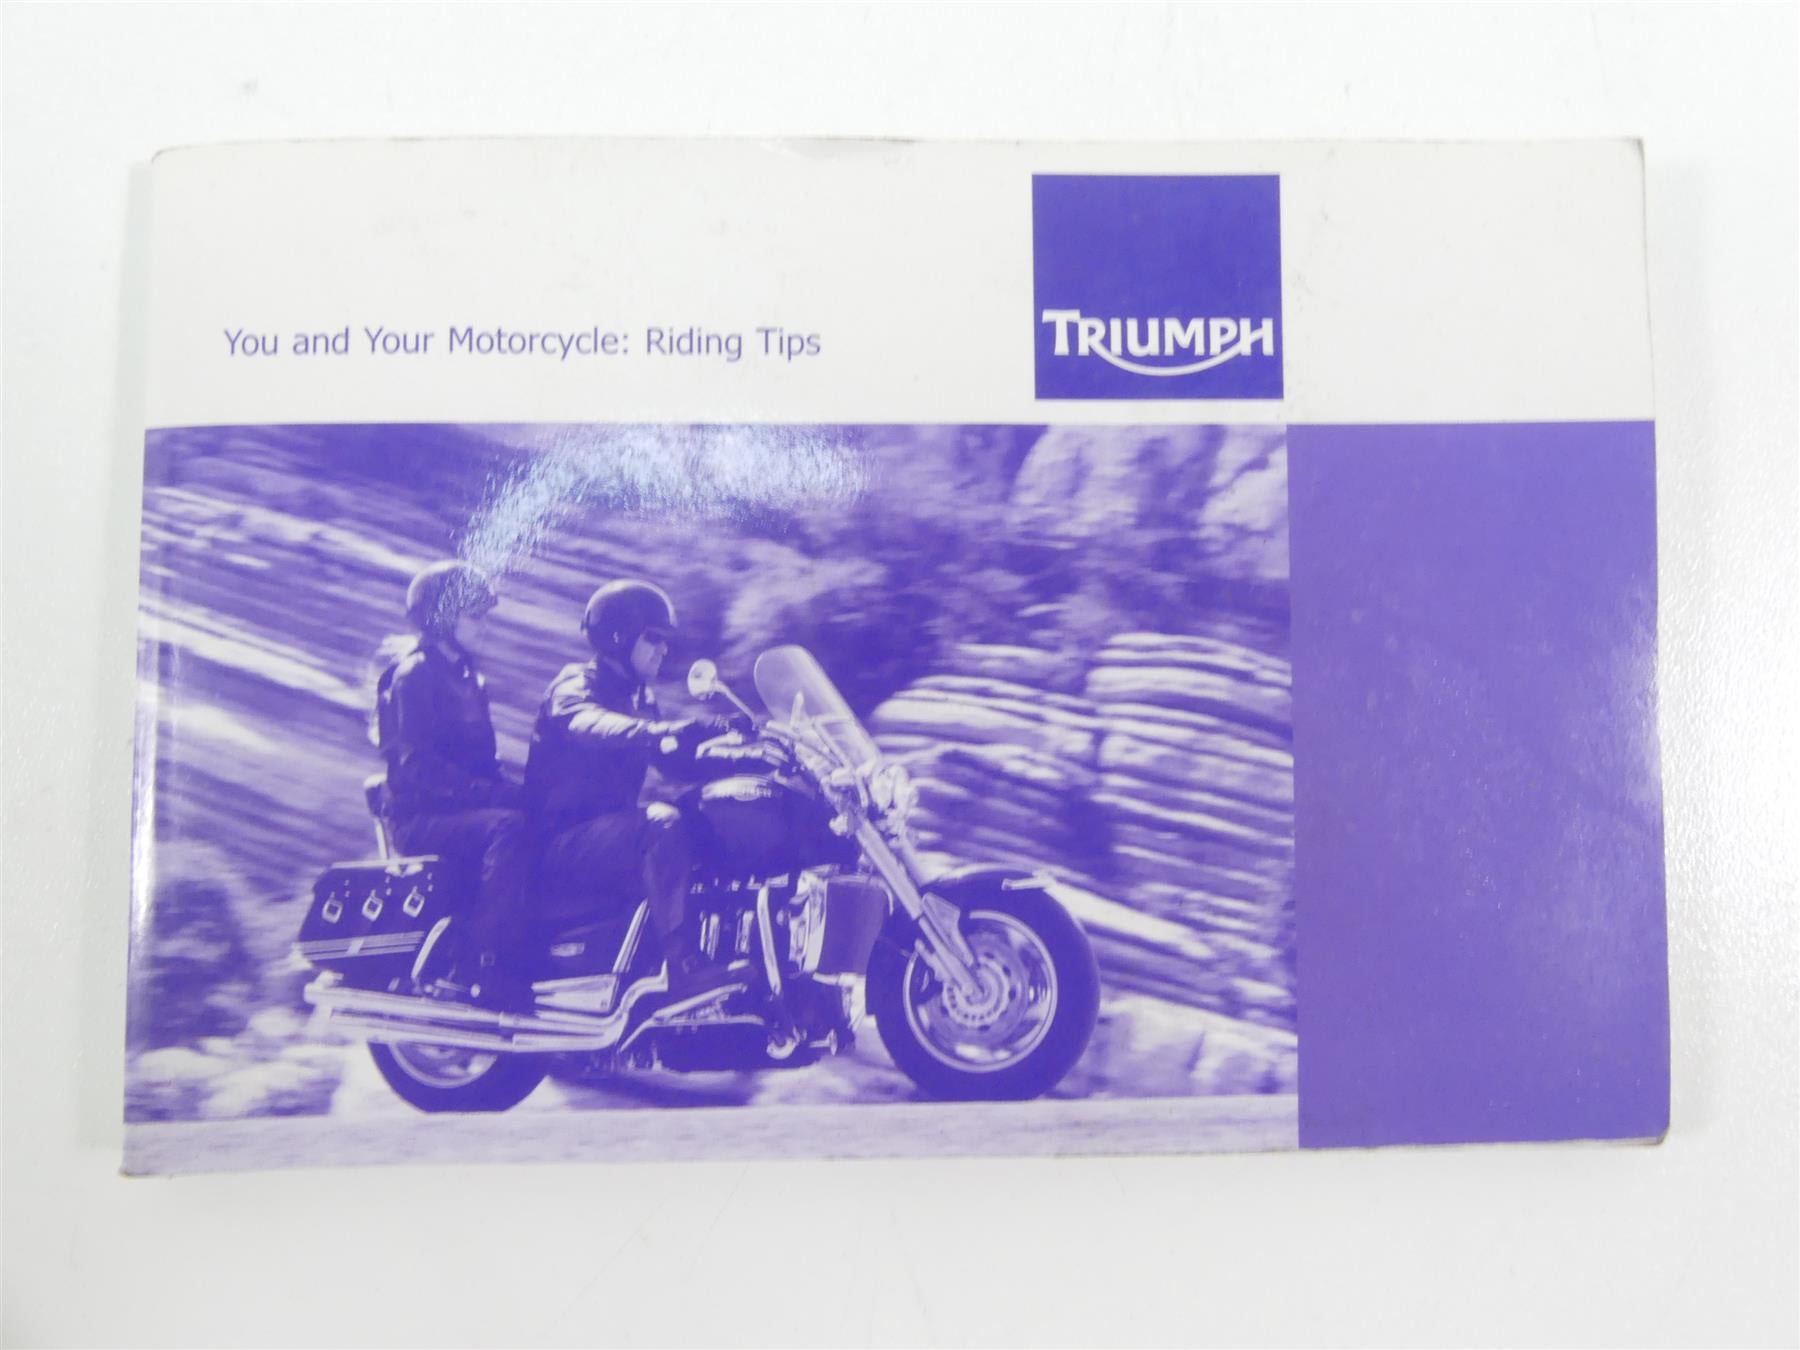 You and Your Motorcycle: Riding Tips
TRIUMPH